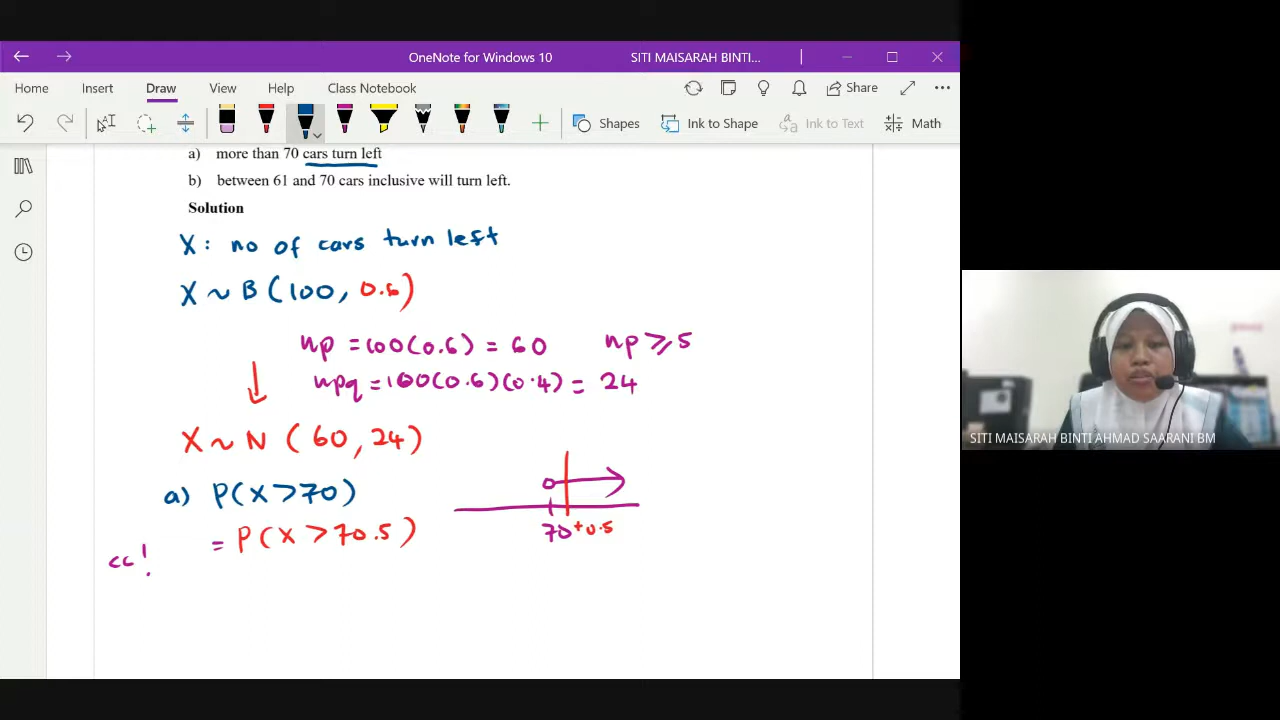 OneNote for Windows 10
SITI MAISARAH BINTI...
Home Insert Draw View Help Class Notebook
Share
Shapes Ink to Shape Ink to Text Math
a) more than 70 cars turn left
b) between 61 and 70 cars inclusive will turn left.
Solution
X: no of cars turn left
X ~ B (100, 0.6)
np = 100(0.6) = 60 np ≥ 5
npq = 100(0.6)(0.4) = 24
X ~ N (60, 24)
a) P(X > 70)
= P(X > 70.5)
70 +0.5
cc!
SITI MAISARAH BINTI AHMAD SAARANI BM